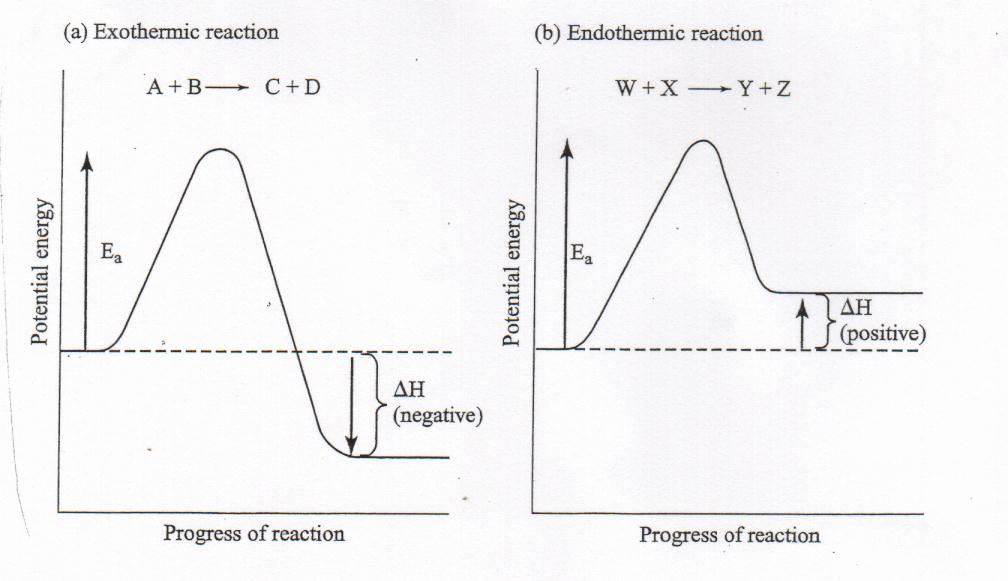 (a) Exothermic reaction
A + B ⟶ C + D
Potential energy
Eₐ
ΔH
(negative)
Progress of reaction
(b) Endothermic reaction
W + X ⟶ Y + Z
Potential energy
Eₐ
ΔH
(positive)
Progress of reaction